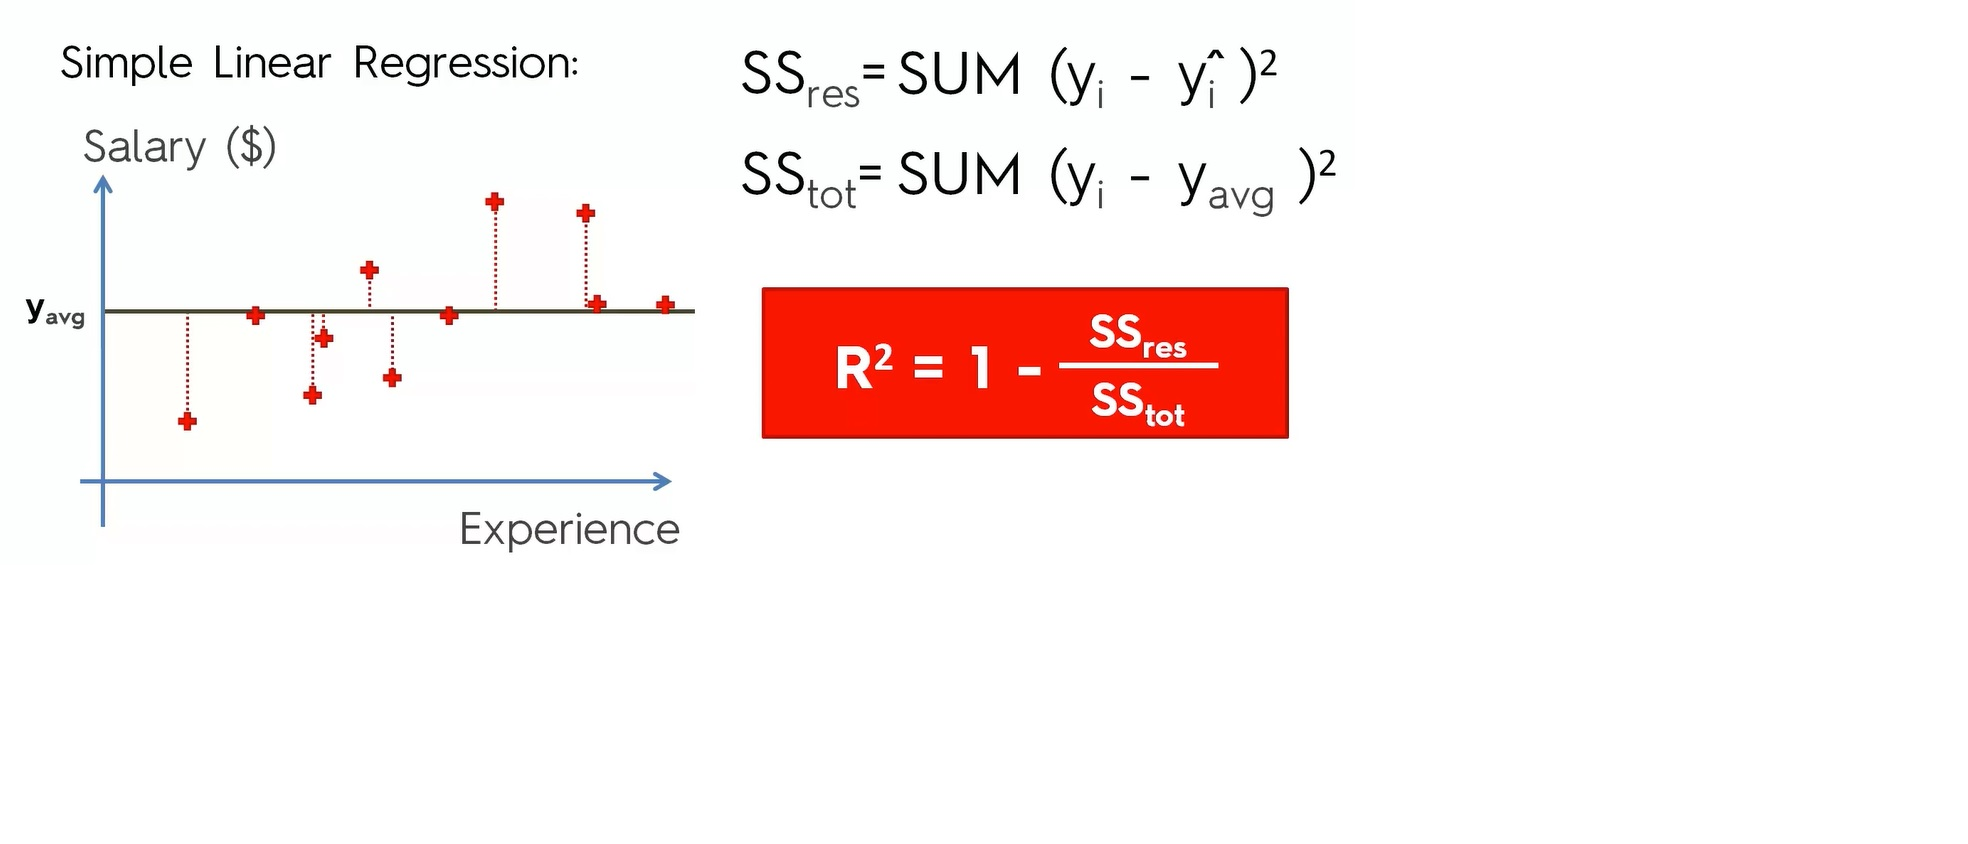 Simple Linear Regression:
Salary ($)
yavg
Experience
SSres = SUM (yi - yi^ )²
SStot = SUM (yi - yavg )²
R² = 1 - SSres
SStot